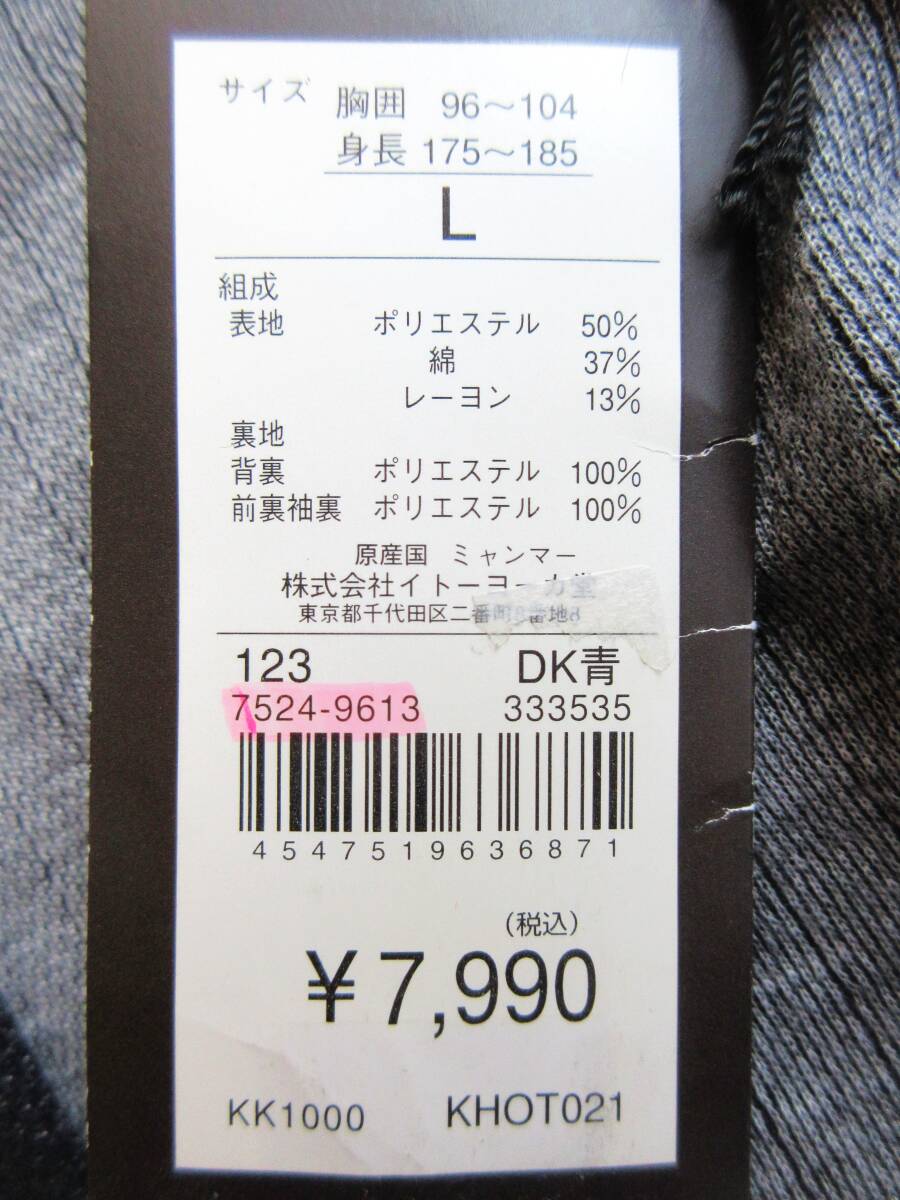 サイズ 胸囲 96～104
身長 175～185
L
組成
表地 ポリエステル 50%
綿 37%
レーヨン 13%
裏地
背裏 ポリエステル 100%
前裏袖裏 ポリエステル 100%
原産国 ミャンマー
株式会社イトーヨーカ堂
東京都千代田区二番町8番地8
123 DK青
7524-9613 333535
4547519636871
(税込)
¥7,990
KK1000 KHOT021